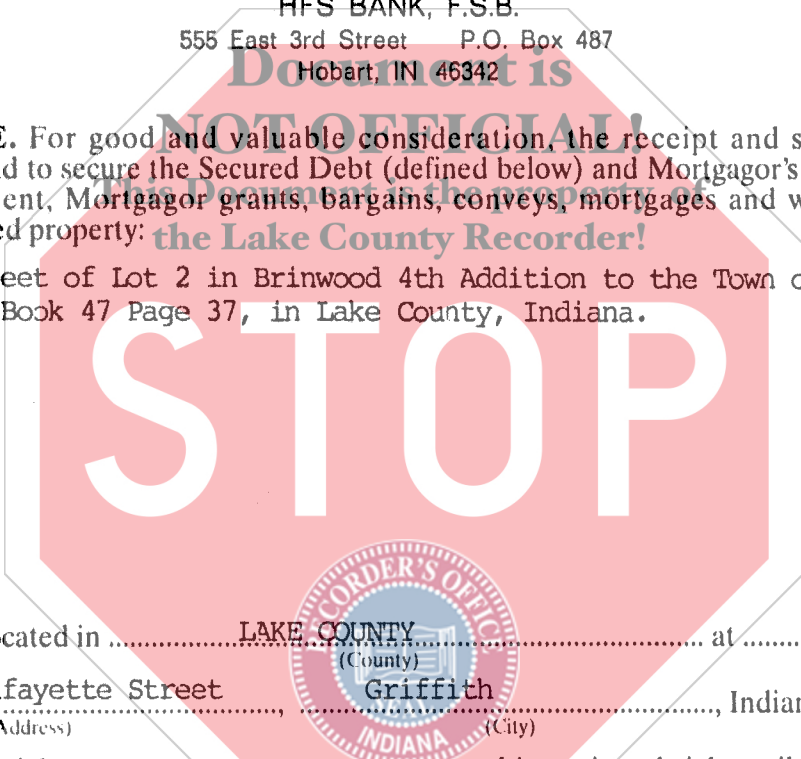 HFS BANK, F.S.B.
555 East 3rd Street P.O. Box 487
Document is
Hobart, IN 46342
NOT OFFICIAL!
E. For good and valuable consideration, the receipt and s
d to secure the Secured Debt (defined below) and Mortgagor's
This Document is the property of
ent, Mortgagor grants, bargains, conveys, mortgages and w
ed property:
the Lake County Recorder!
eet of Lot 2 in Brinwood 4th Addition to the Town o
Book 47 Page 37, in Lake County, Indiana.
STOP
RECORDER'S OFFICE
cated in LAKE COUNTY at
(County)
fayette Street, Griffith, Indian
Address) (City)
SEAL
INDIANA